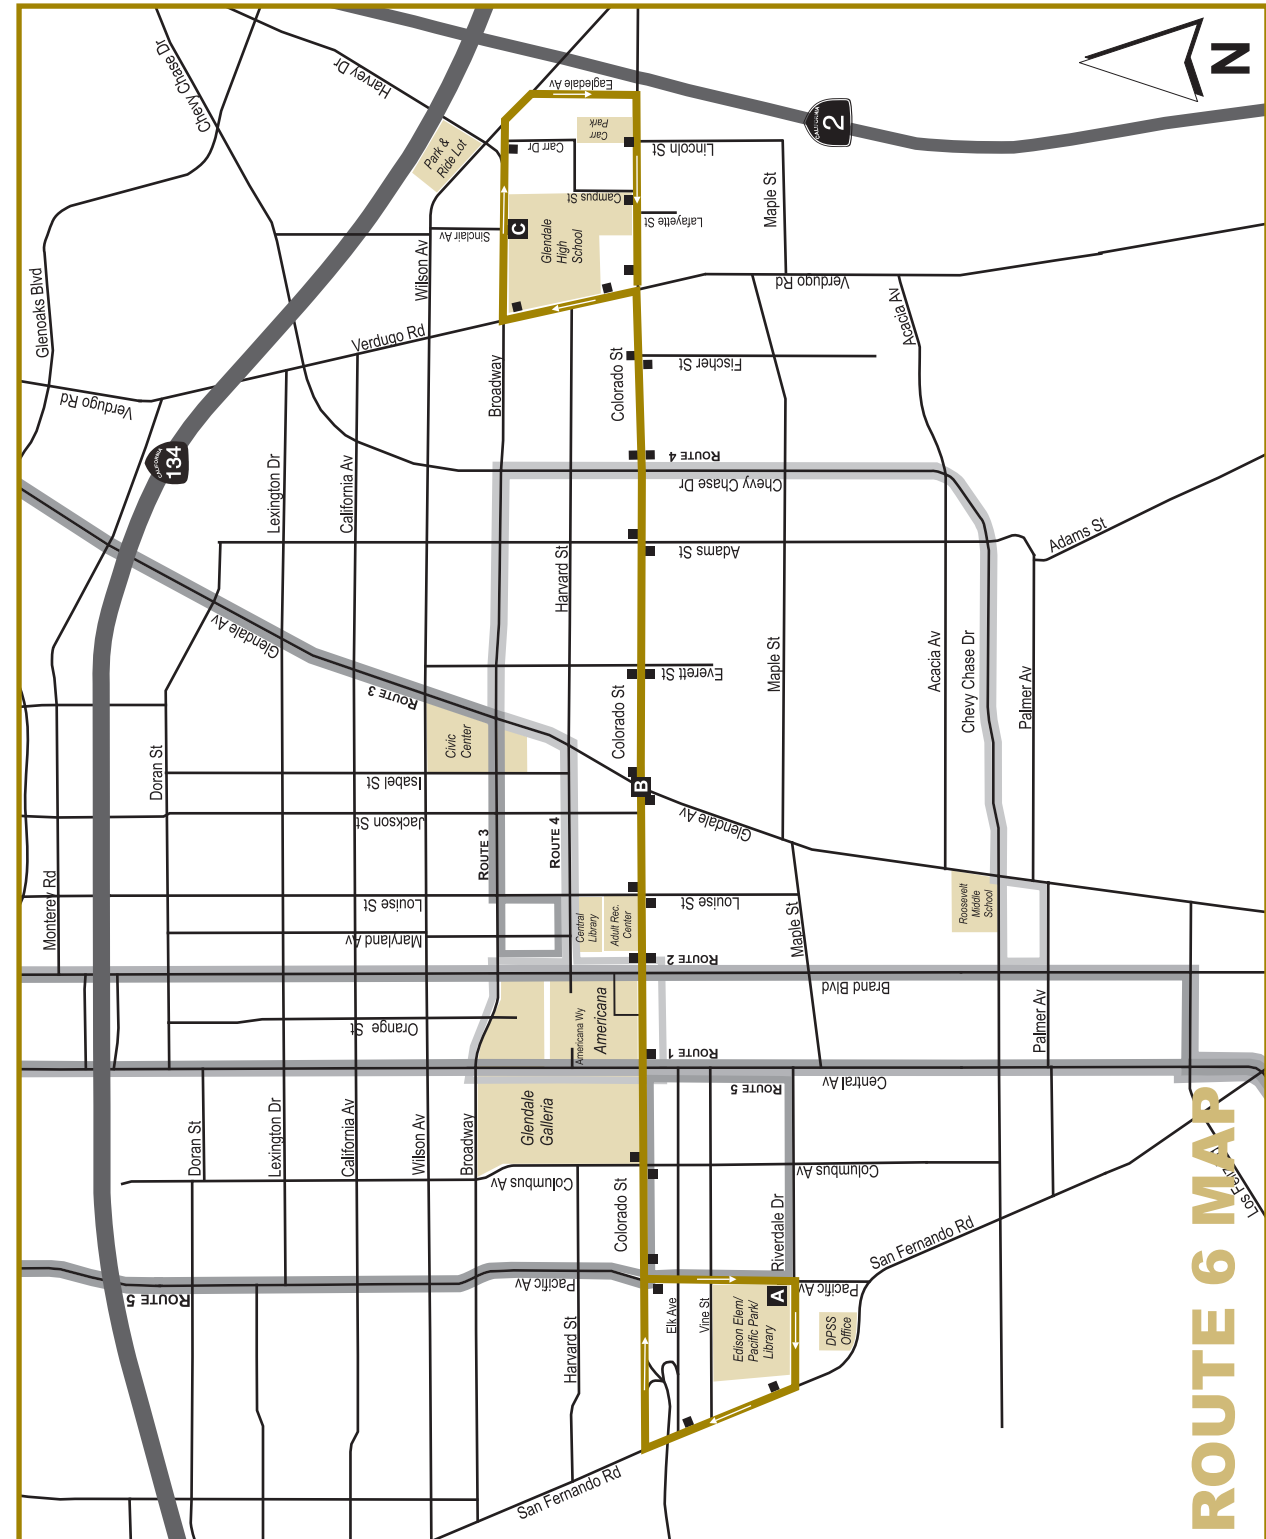 Chevy Chase Dr
Harvey Dr
Eagledale Av
N
CALIFORNIA
2
Park &
Ride Lot
Carr
Park
Carr Dr
Lincoln St
Campus St
Lafayette St
Maple St
Sinclair Av
C
Glendale
High
School
Glenoaks Blvd
Wilson Av
Verdugo Rd
Acacia Av
Verdugo Rd
Verdugo Rd
Broadway
Colorado St
Fischer St
CALIFORNIA
134
Lexington Dr
California Av
ROUTE 4
Chevy Chase Dr
Harvard St
Adams St
Adams St
Glendale Av
ROUTE 3
Everett St
Maple St
Acacia Av
Chevy Chase Dr
Palmer Av
Civic
Center
Colorado St
Doran St
Isabel St
B
Jackson St
ROUTE 3
ROUTE 4
Glendale Av
Monterey Rd
Louise St
Central
Library
Adult Rec.
Center
Louise St
Maple St
Roosevelt
Middle
School
Maryland Av
ROUTE 2
Brand Blvd
Orange St
Americana Wy
Americana
Palmer Av
ROUTE 1
Central Av
ROUTE 5
Glendale
Galleria
Doran St
Lexington Dr
California Av
Wilson Av
Broadway
Columbus Av
Colorado St
Columbus Av
Riverdale Dr
San Fernando Rd
Los Feliz Rd
ROUTE 5
Pacific Av
Pacific Av
A
Elk Ave
Vine St
Edison Elem/
Pacific Park/
Library
DPSS
Office
Harvard St
San Fernando Rd
ROUTE 6 MAP